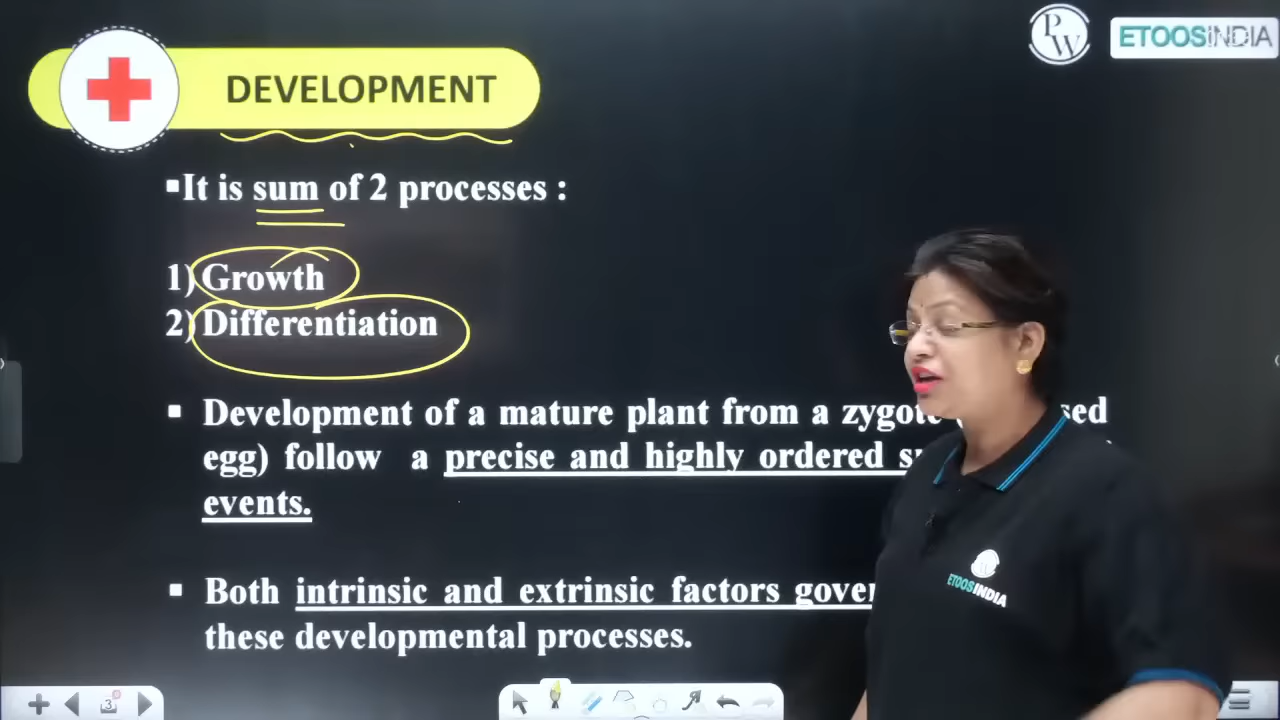 PW
ETOOSINDIA
DEVELOPMENT
▪It is sum of 2 processes :
1) Growth
2) Differentiation
▪ Development of a mature plant from a zygote
egg) follow a precise and highly ordered
events.
▪ Both intrinsic and extrinsic factors
these developmental processes.
ETOOSINDIA
3